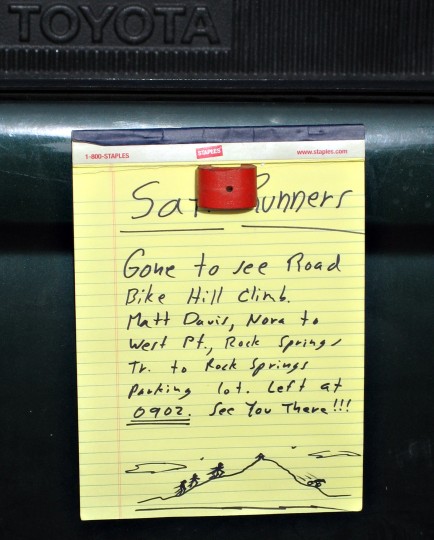 TOYOTA
1-800-STAPLES STAPLES www.staples.com
Sat Runners
Gone to see Road
Bike Hill Climb.
Matt Davis, Nora to
West Pt., Rock Springs
Tr. to Rock Springs
Parking lot. Left at
0902. See You There!!!